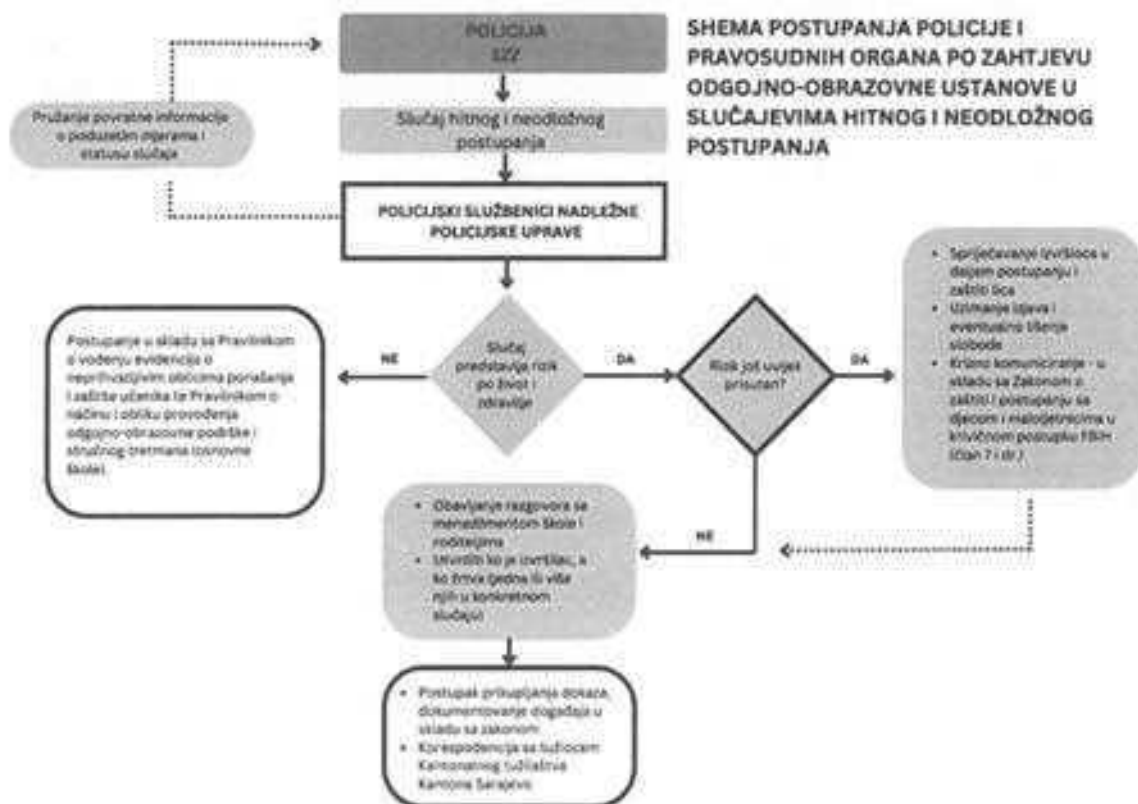 POLICIJA
122
SHEMA POSTUPANJA POLICIJE I
PRAVOSUDNIH ORGANA PO ZAHTJEVU
ODGOJNO-OBRAZOVNE USTANOVE U
SLUČAJEVIMA HITNOG I NEODLOŽNOG
POSTUPANJA
Pružanje povratne informacije
o poduzetim mjerama i
statusu slučaja
Slučaj hitnog i neodložnog
postupanja
POLICIJSKI SLUŽBENICI NADLEŽNE
POLICIJSKE UPRAVE
Slučaj
predstavlja rizik
po život i
zdravlje
NE
DA
Rizik još uvijek
prisutan?
DA
NE
• Spriječavanje izvršioca u
daljem postupanju i
zaštiti lica
• Uzimanje izjava i
eventualno lišenje
slobode
• Krizno komuniciranje - u
skladu sa Zakonom o
zaštiti i postupanju sa
djecom i maloljetnicima u
krivičnom postupku FBiH
(član 7 i dr.)
Postupanje u skladu sa Pravilnikom
o vođenju evidencija o
neprihvatljivim oblicima ponašanja
i zaštite učenika te Pravilnikom o
načinu i obliku provođenja
odgojno-obrazovne podrške i
stručnog tretmana (osnovne
škole).
• Obavljanje razgovora sa
menadžmentom škole i
roditeljima
• Utvrditi ko je izvršilac, a
ko žrtva (jedna ili više
njih u konkretnom
slučaju)
• Postupak prikupljanja dokaza,
dokumentovanje događaja u
skladu sa zakonom
• Korespodencija sa tužiocem
Kantonalnog tužilaštva
Kantona Sarajevo